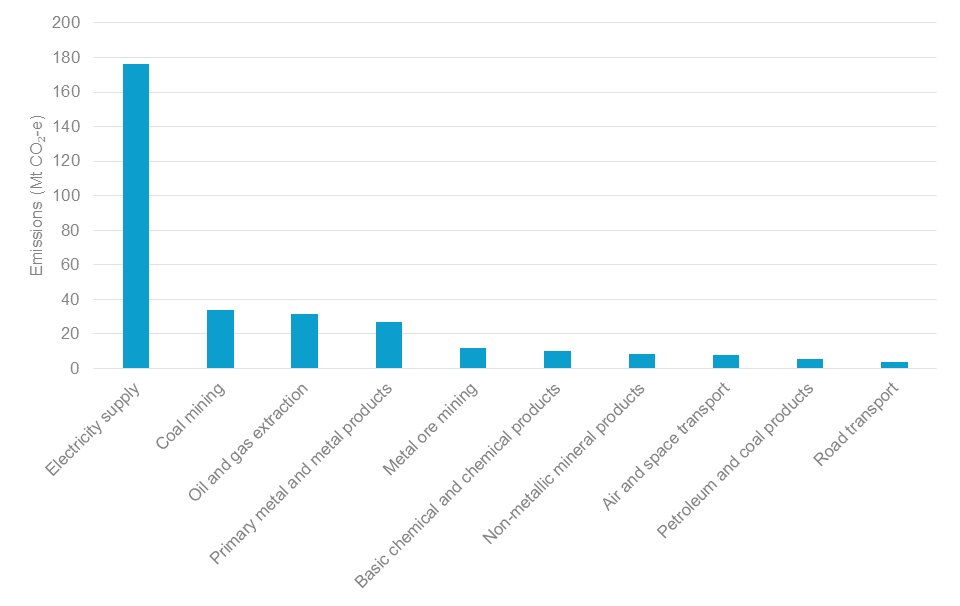 200
180
160
140
120
100
80
60
40
20
0
Emissions (Mt CO₂-e)
Electricity supply
Coal mining
Oil and gas extraction
Primary metal and metal products
Metal ore mining
Basic chemical and chemical products
Non-metallic mineral products
Air and space transport
Petroleum and coal products
Road transport